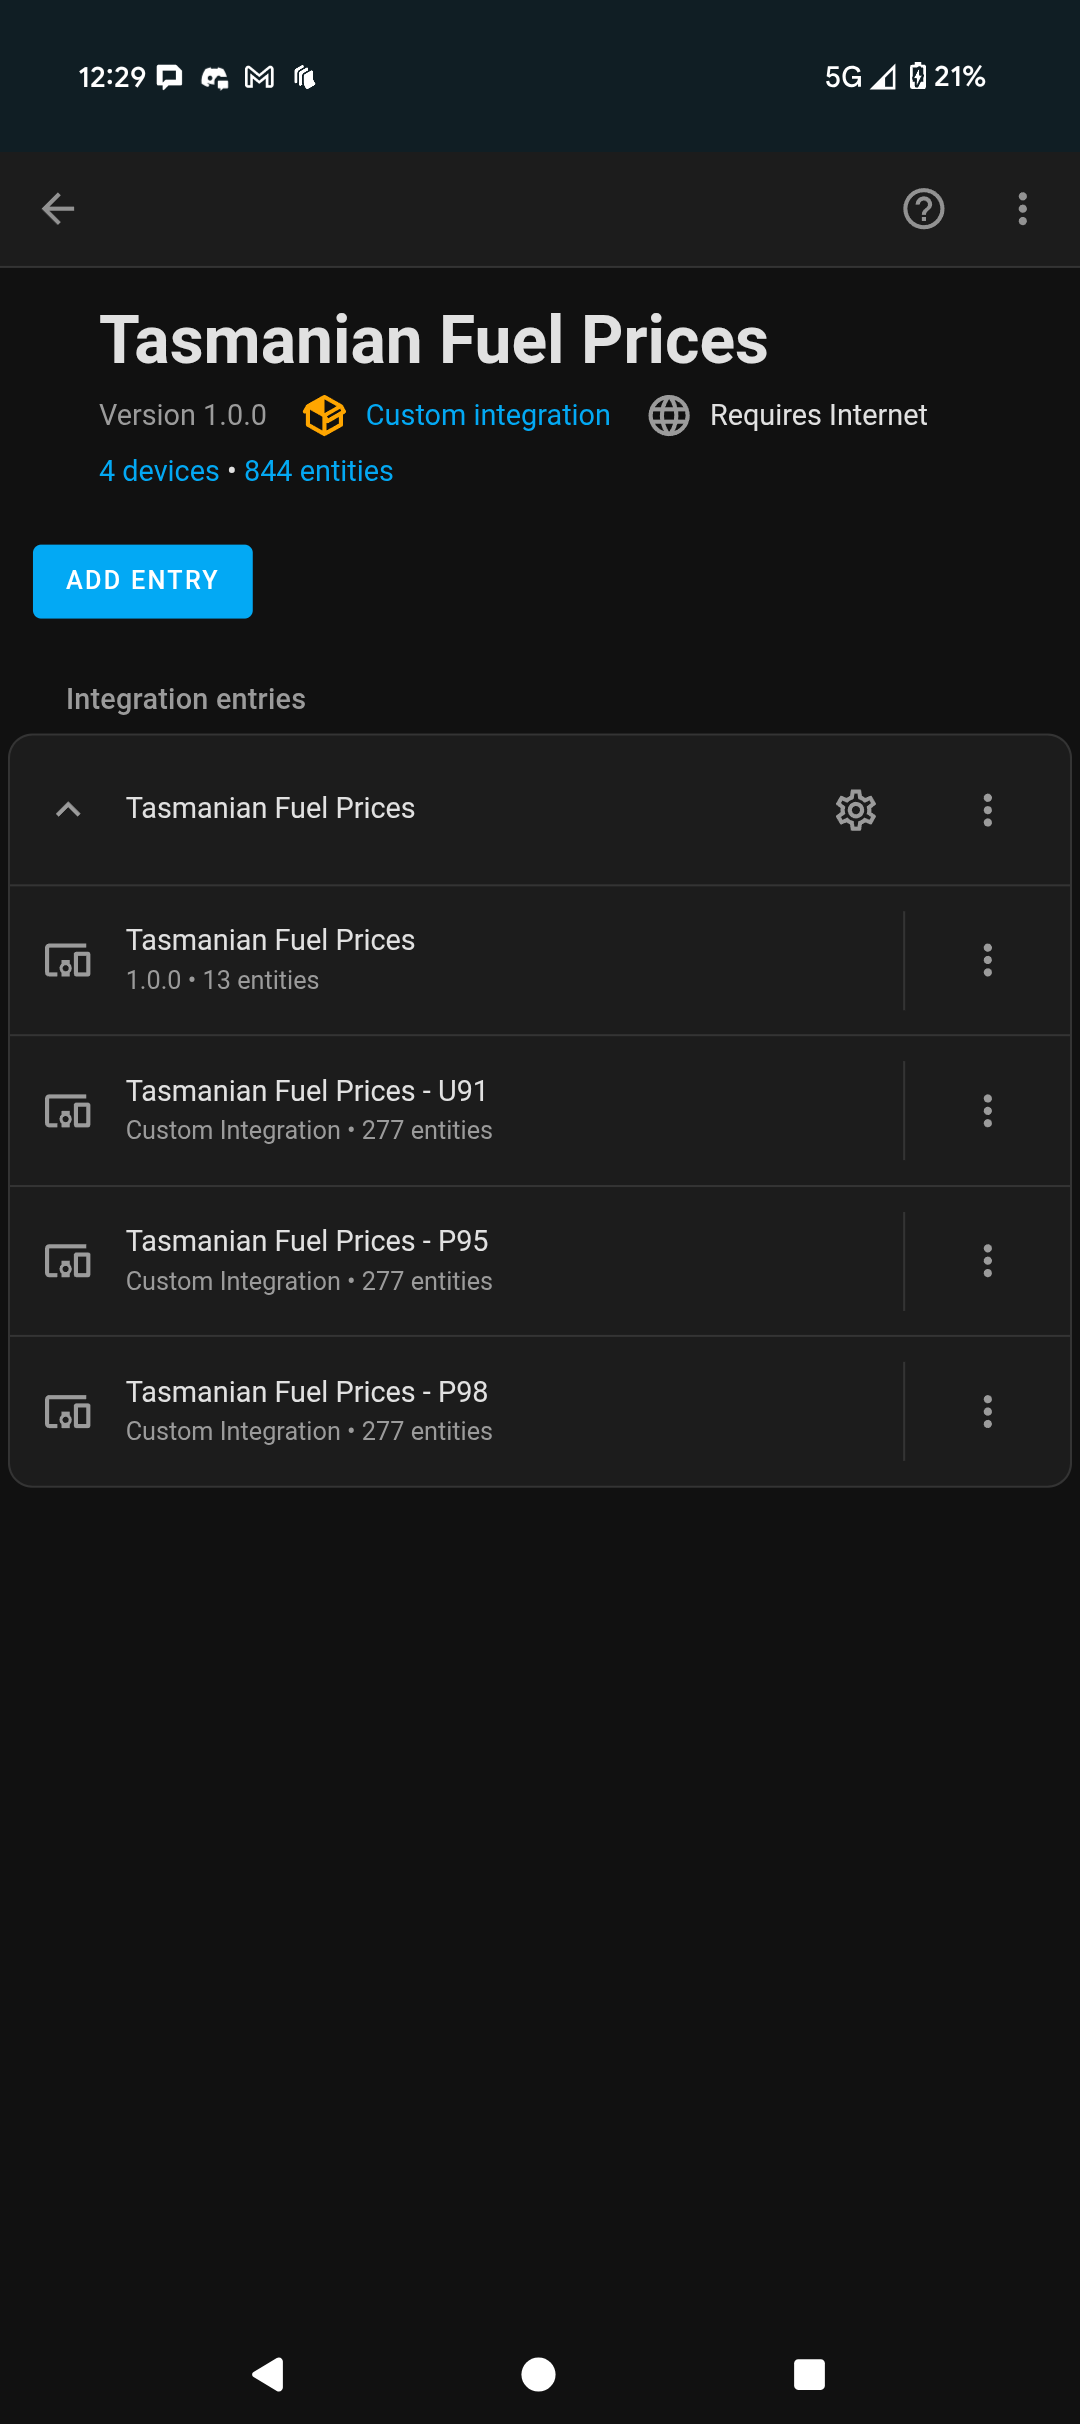 12:29 5G 21%
Tasmanian Fuel Prices
Version 1.0.0 Custom integration Requires Internet
4 devices • 844 entities
ADD ENTRY
Integration entries
Tasmanian Fuel Prices
Tasmanian Fuel Prices
1.0.0 • 13 entities
Tasmanian Fuel Prices - U91
Custom Integration • 277 entities
Tasmanian Fuel Prices - P95
Custom Integration • 277 entities
Tasmanian Fuel Prices - P98
Custom Integration • 277 entities